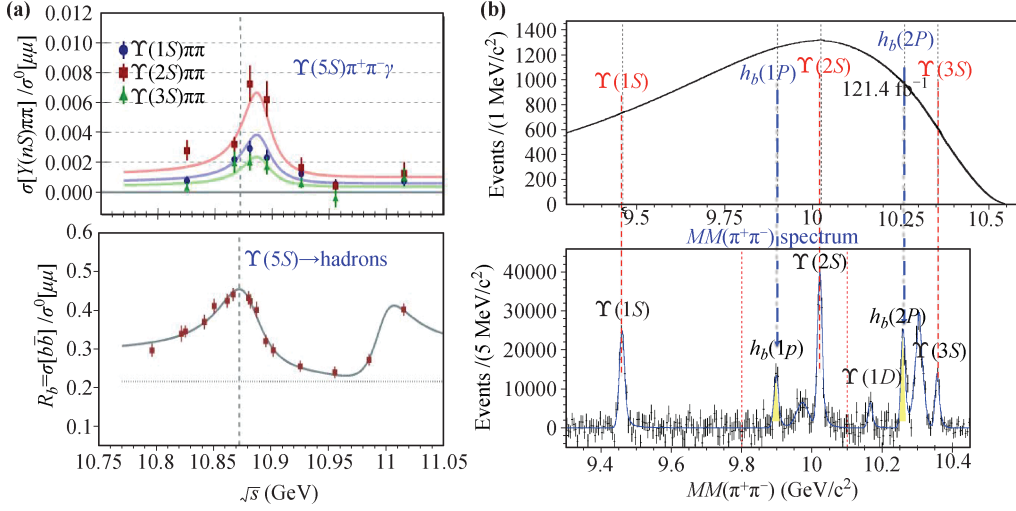 (a)
0.012
0.010
0.008
0.006
0.004
0.002
0.000
σ[Y(nS)ππ] /σ⁰[μμ]
ϒ(1S)ππ
ϒ(2S)ππ
ϒ(3S)ππ
ϒ(5S)π⁺π⁻γ
0.6
0.5
0.4
0.3
0.2
0.1
R_b=σ[bb̄] /σ⁰[μμ]
ϒ(5S)→hadrons
10.75 10.8 10.85 10.9 10.95 11 11.05
√s (GeV)
(b)
1400
1200
1000
800
600
400
200
0
Events /(1 MeV/c2)
h_b(2P)
ϒ(1S) h_b(1P) ϒ(2S) ϒ(3S)
121.4 fb⁻¹
9.5 9.75 10 10.25 10.5
MM(π⁺π⁻) spectrum
40000
30000
20000
10000
0
Events /(5 MeV/c2)
ϒ(2S)
ϒ(1S)
h_b(2P)
h_b(1p) ϒ(3S)
ϒ(1D)
9.4 9.6 9.8 10 10.2 10.4
MM(π⁺π⁻) (GeV/c²)